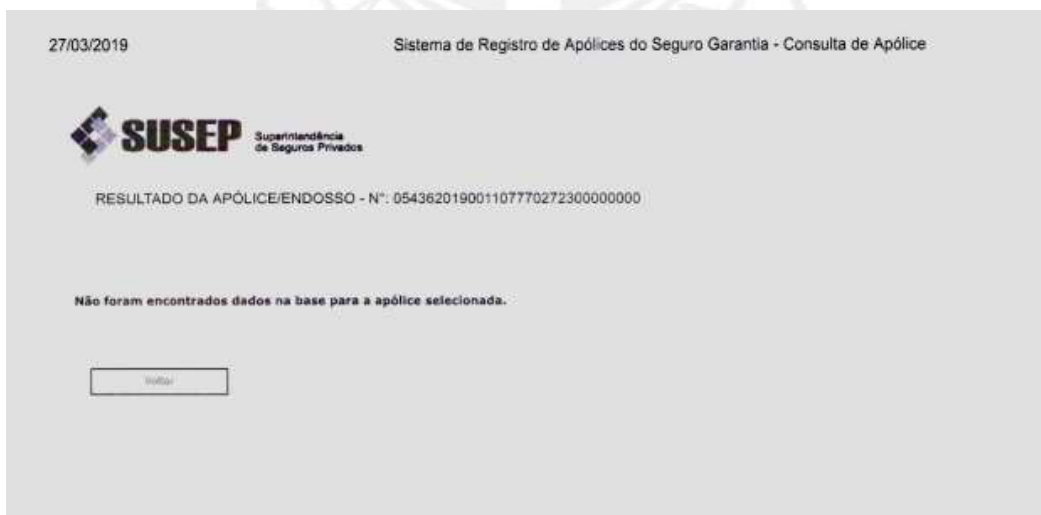 27/03/2019 Sistema de Registro de Apólices do Seguro Garantia - Consulta de Apólice
SUSEP Superintendência
de Seguros Privados
RESULTADO DA APÓLICE/ENDOSSO - N°: 054362019001107770272300000000
Não foram encontrados dados na base para a apólice selecionada.
Voltar